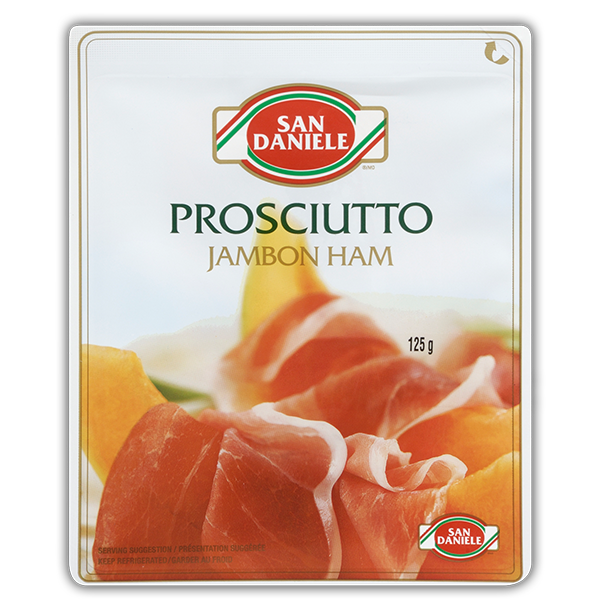 SAN
DANIELE
PROSCIUTTO
JAMBON HAM
125 g
SAN
DANIELE
SERVING SUGGESTION / PRÉSENTATION SUGGÉRÉE
KEEP REFRIGERATED / GARDER AU FROID